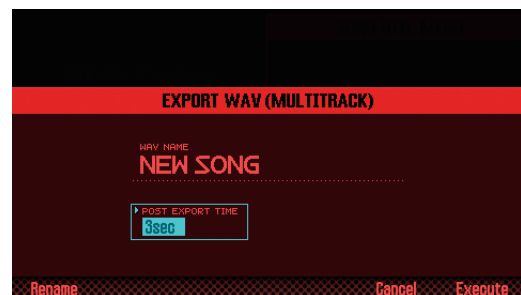 EXPORT WAV (MULTITRACK)
WAV NAME
NEW SONG
POST EXPORT TIME
3sec
Rename Cancel Execute